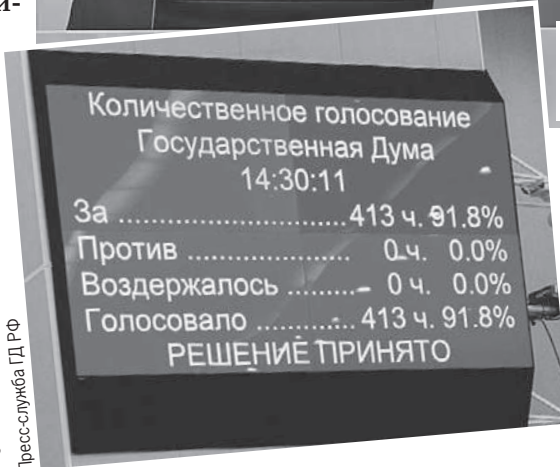 Количественное голосование
Государственная Дума
14:30:11
За ............................ 413 ч. 91.8%
Против .................... 0 ч. 0.0%
Воздержалось ......... 0 ч. 0.0%
Голосовало ............ 413 ч. 91.8%
РЕШЕНИЕ ПРИНЯТО
Пресс-служба ГД РФ